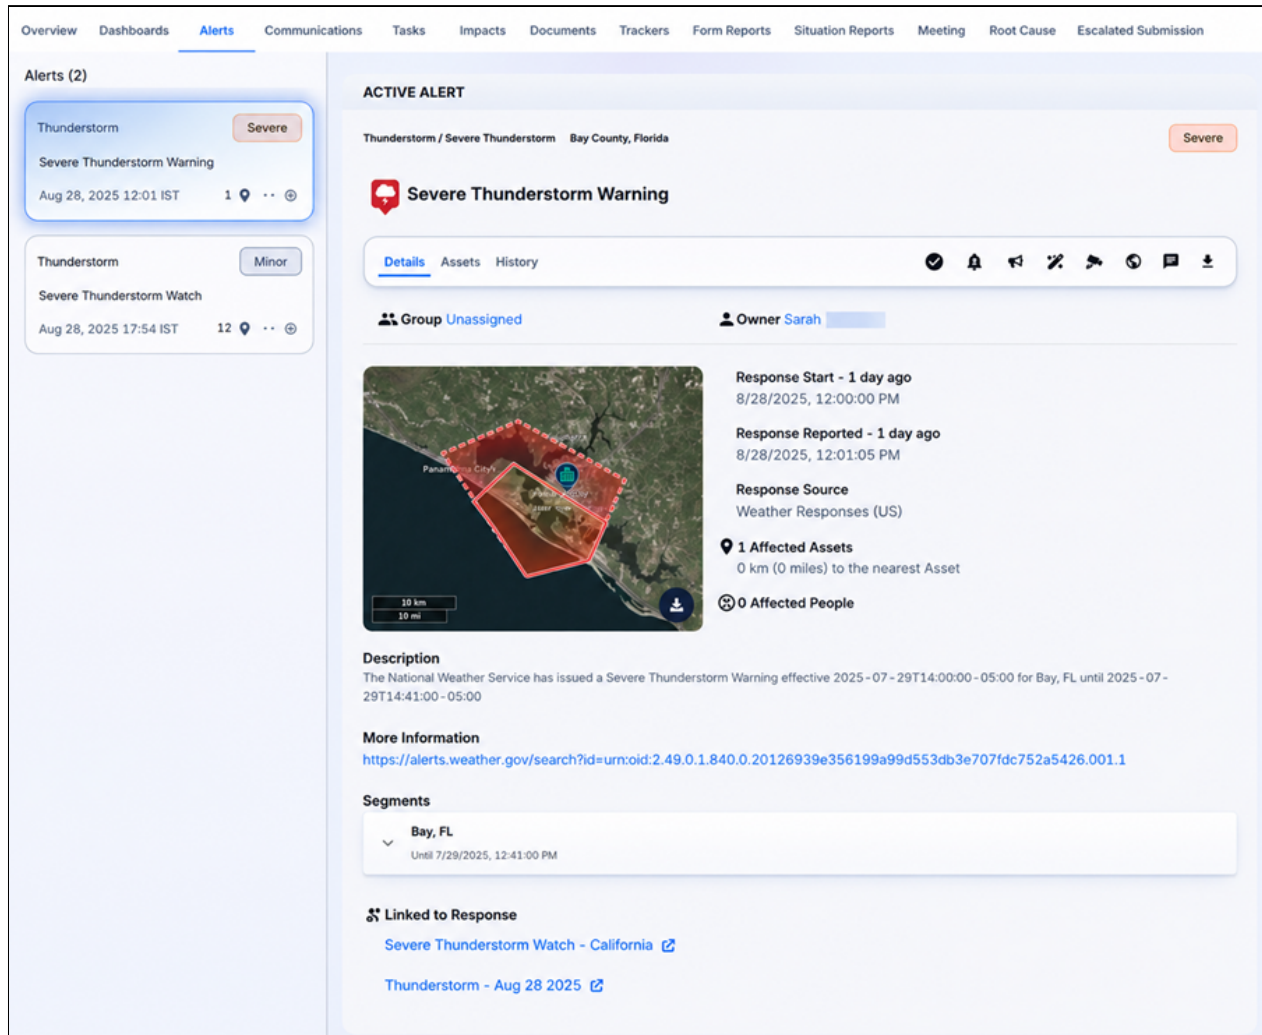 Overview Dashboards Alerts Communications Tasks Impacts Documents Trackers Form Reports Situation Reports Meeting Root Cause Escalated Submission
Alerts (2)
Thunderstorm Severe
Severe Thunderstorm Warning
Aug 28, 2025 12:01 IST 1
Thunderstorm Minor
Severe Thunderstorm Watch
Aug 28, 2025 17:54 IST 12
ACTIVE ALERT
Thunderstorm / Severe Thunderstorm Bay County, Florida Severe
Severe Thunderstorm Warning
Details Assets History
Group Unassigned Owner Sarah
10 km
10 mi
Response Start - 1 day ago
8/28/2025, 12:00:00 PM
Response Reported - 1 day ago
8/28/2025, 12:01:05 PM
Response Source
Weather Responses (US)
1 Affected Assets
0 km (0 miles) to the nearest Asset
0 Affected People
Description
The National Weather Service has issued a Severe Thunderstorm Warning effective 2025-07-29T14:00:00-05:00 for Bay, FL until 2025-07-
29T14:41:00-05:00
More Information
https://alerts.weather.gov/search?id=urn:oid:2.49.0.1.840.0.20126939e356199a99d553db3e707fdc752a5426.001.1
Segments
Bay, FL
Until 7/29/2025, 12:41:00 PM
Linked to Response
Severe Thunderstorm Watch - California
Thunderstorm - Aug 28 2025